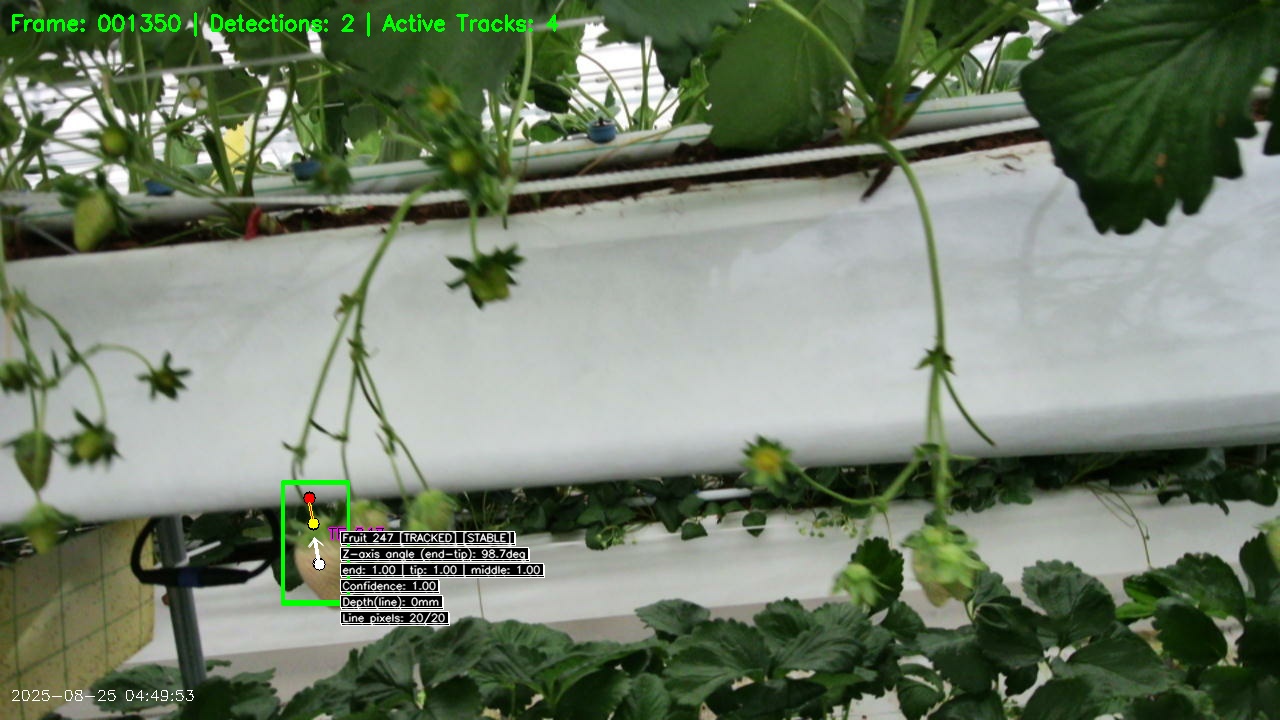 Frame: 001350 | Detections: 2 | Active Tracks: 4
Fruit 247 [TRACKED] [STABLE]
Z-axis angle (end-tip): 98.7deg
end: 1.00 | tip: 1.00 | middle: 1.00
Confidence: 1.00
Depth(line): 0mm
Line pixels: 20/20
2025-08-25 04:49:53